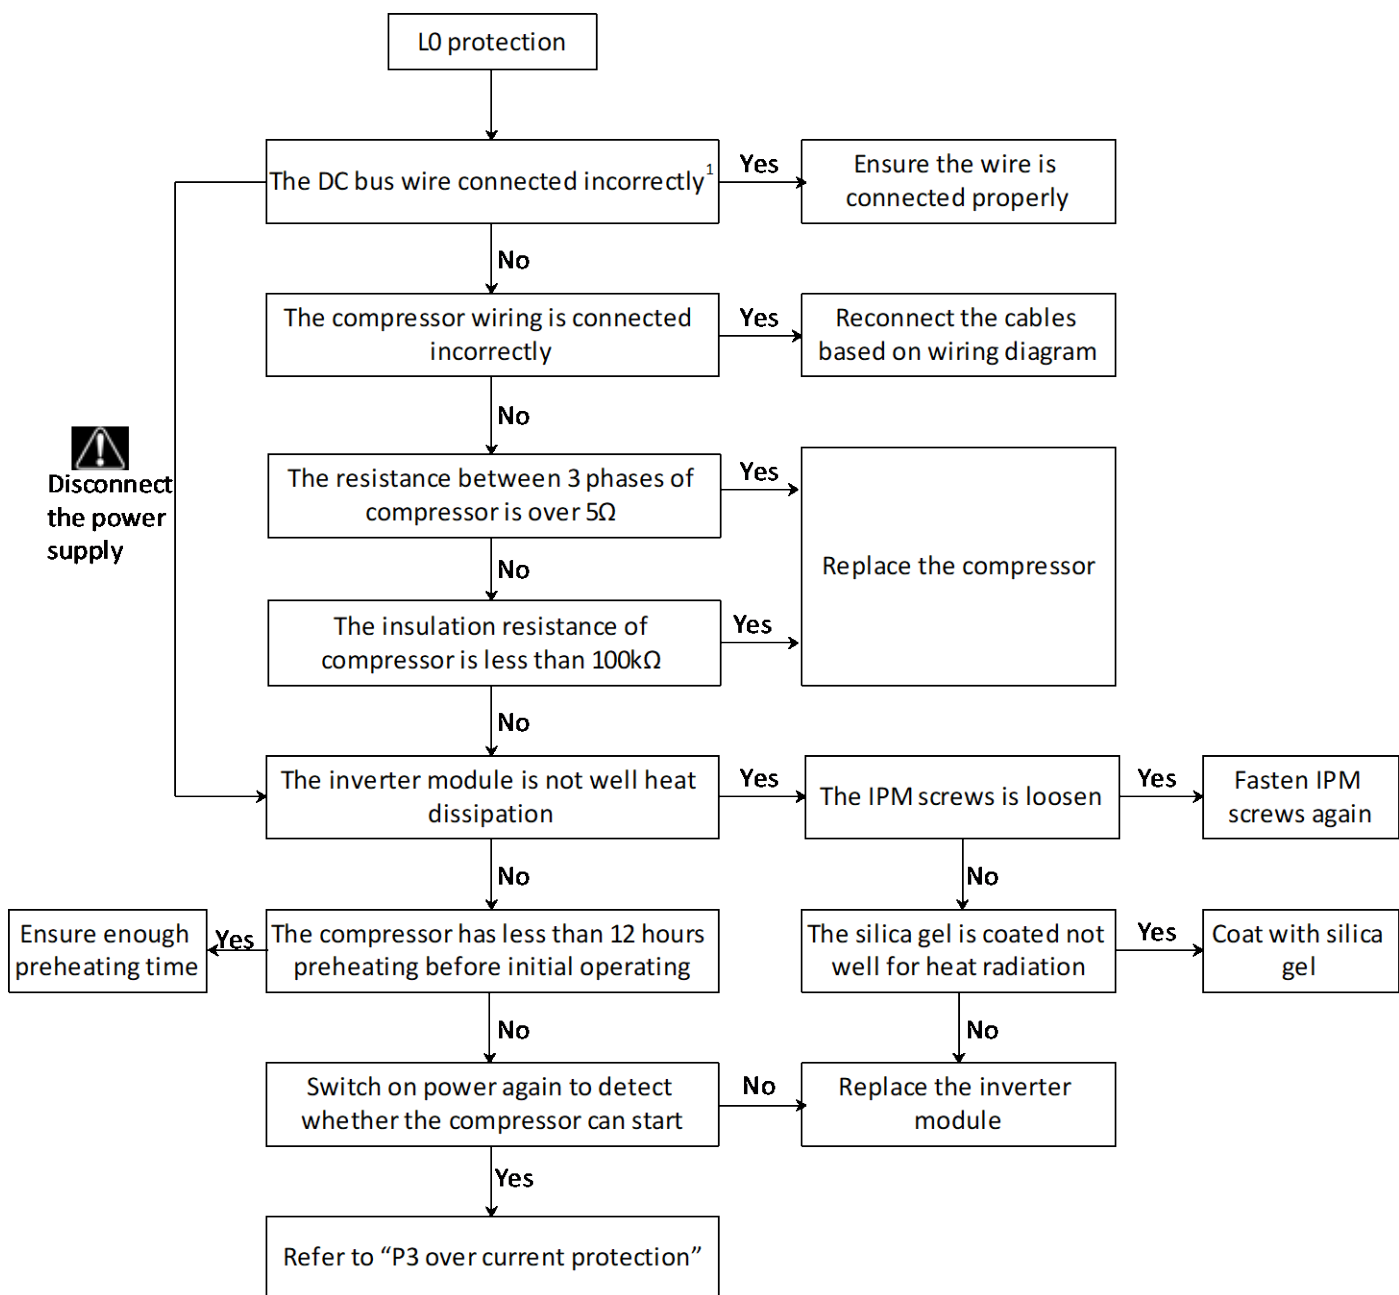 L0 protection
The DC bus wire connected incorrectly1
Yes
Ensure the wire is
connected properly
No
The compressor wiring is connected
incorrectly
Yes
Reconnect the cables
based on wiring diagram
No
Disconnect
the power
supply
The resistance between 3 phases of
compressor is over 5Ω
Yes
Replace the compressor
No
The insulation resistance of
compressor is less than 100kΩ
Yes
No
The inverter module is not well heat
dissipation
Yes
The IPM screws is loosen
Yes
Fasten IPM
screws again
No
No
Ensure enough
preheating time
Yes
The compressor has less than 12 hours
preheating before initial operating
The silica gel is coated not
well for heat radiation
Yes
Coat with silica
gel
No
No
Switch on power again to detect
whether the compressor can start
No
Replace the inverter
module
Yes
Refer to “P3 over current protection”